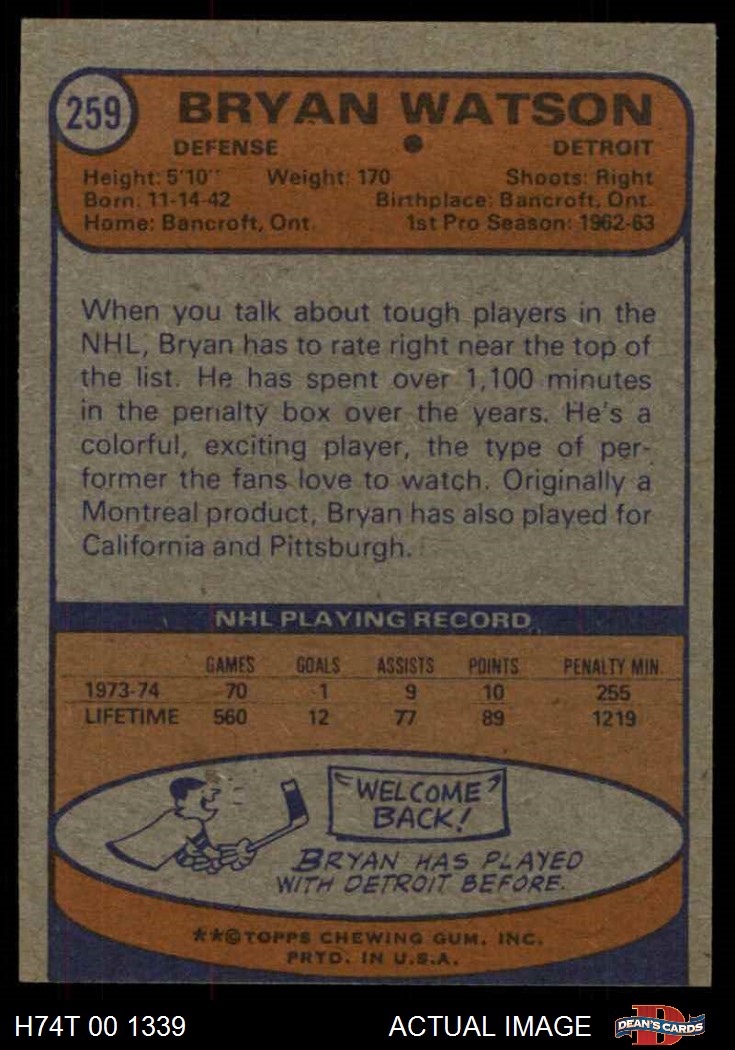 259
BRYAN WATSON
DEFENSE DETROIT
Height: 5'10" Weight: 170 Shoots: Right
Born: 11-14-42 Birthplace: Bancroft, Ont.
Home: Bancroft, Ont. 1st Pro Season: 1962-63
When you talk about tough players in the
NHL, Bryan has to rate right near the top of
the list. He has spent over 1,100 minutes
in the penalty box over the years. He's a
colorful, exciting player, the type of per-
former the fans love to watch. Originally a
Montreal product, Bryan has also played for
California and Pittsburgh.
NHL PLAYING RECORD
GAMES GOALS ASSISTS POINTS PENALTY MIN.
1973-74 70 1 9 10 255
LIFETIME 560 12 77 89 1219
"WELCOME
BACK!"
BRYAN HAS PLAYED
WITH DETROIT BEFORE.
**©TOPPS CHEWING GUM, INC.
PRTD. IN U.S.A.
H74T 00 1339 ACTUAL IMAGE D DEAN'S CARDS